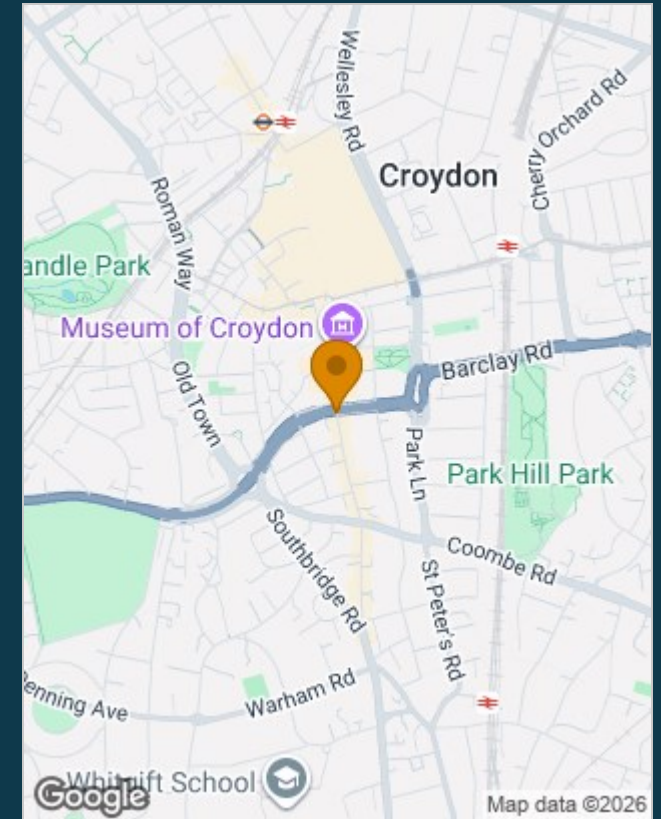 Wellesley Rd
Croydon
Cherry Orchard Rd
Roman Way
andle Park
Museum of Croydon
Barclay Rd
Old Town
Park Ln
Park Hill Park
Southbridge Rd
Coombe Rd
St Peter's Rd
Warham Rd
enning Ave
Whitgift School
Google
Map data ©2026